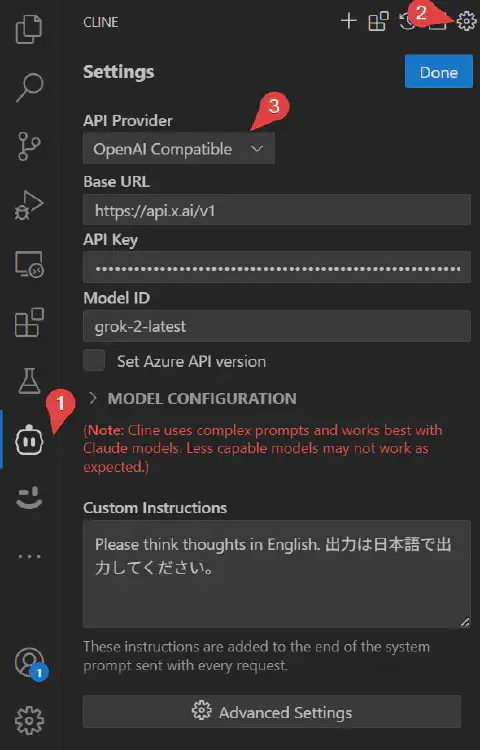 CLINE
2
Settings
Done
3
API Provider
OpenAI Compatible
Base URL
https://api.x.ai/v1
API Key
Model ID
grok-2-latest
Set Azure API version
1
MODEL CONFIGURATION
(Note: Cline uses complex prompts and works best with
Claude models. Less capable models may not work as
expected.)
Custom Instructions
Please think thoughts in English. 出力は日本語で出
力してください。
1
These instructions are added to the end of the system
prompt sent with every request.
Advanced Settings